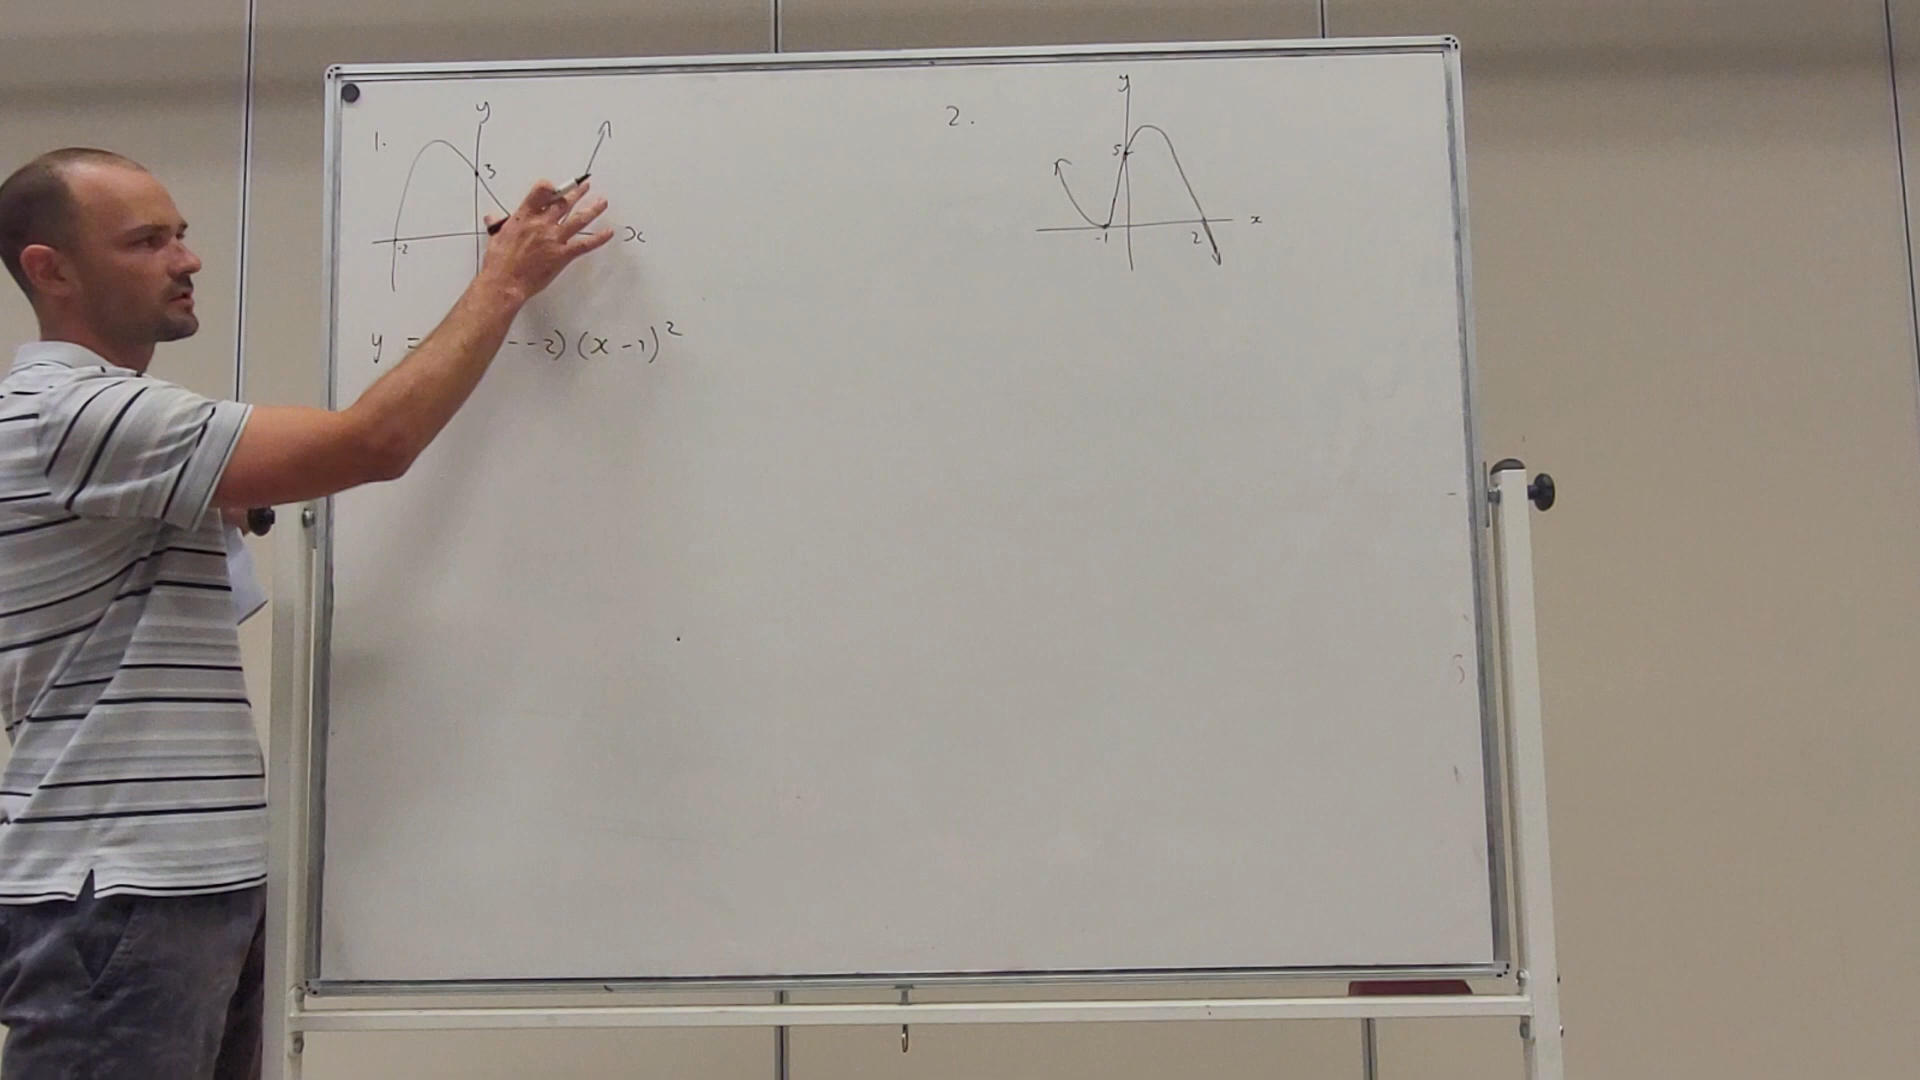 1.
y
3
-2
x
y = --2)(x-1)²
2.
y
5
-1
2
x